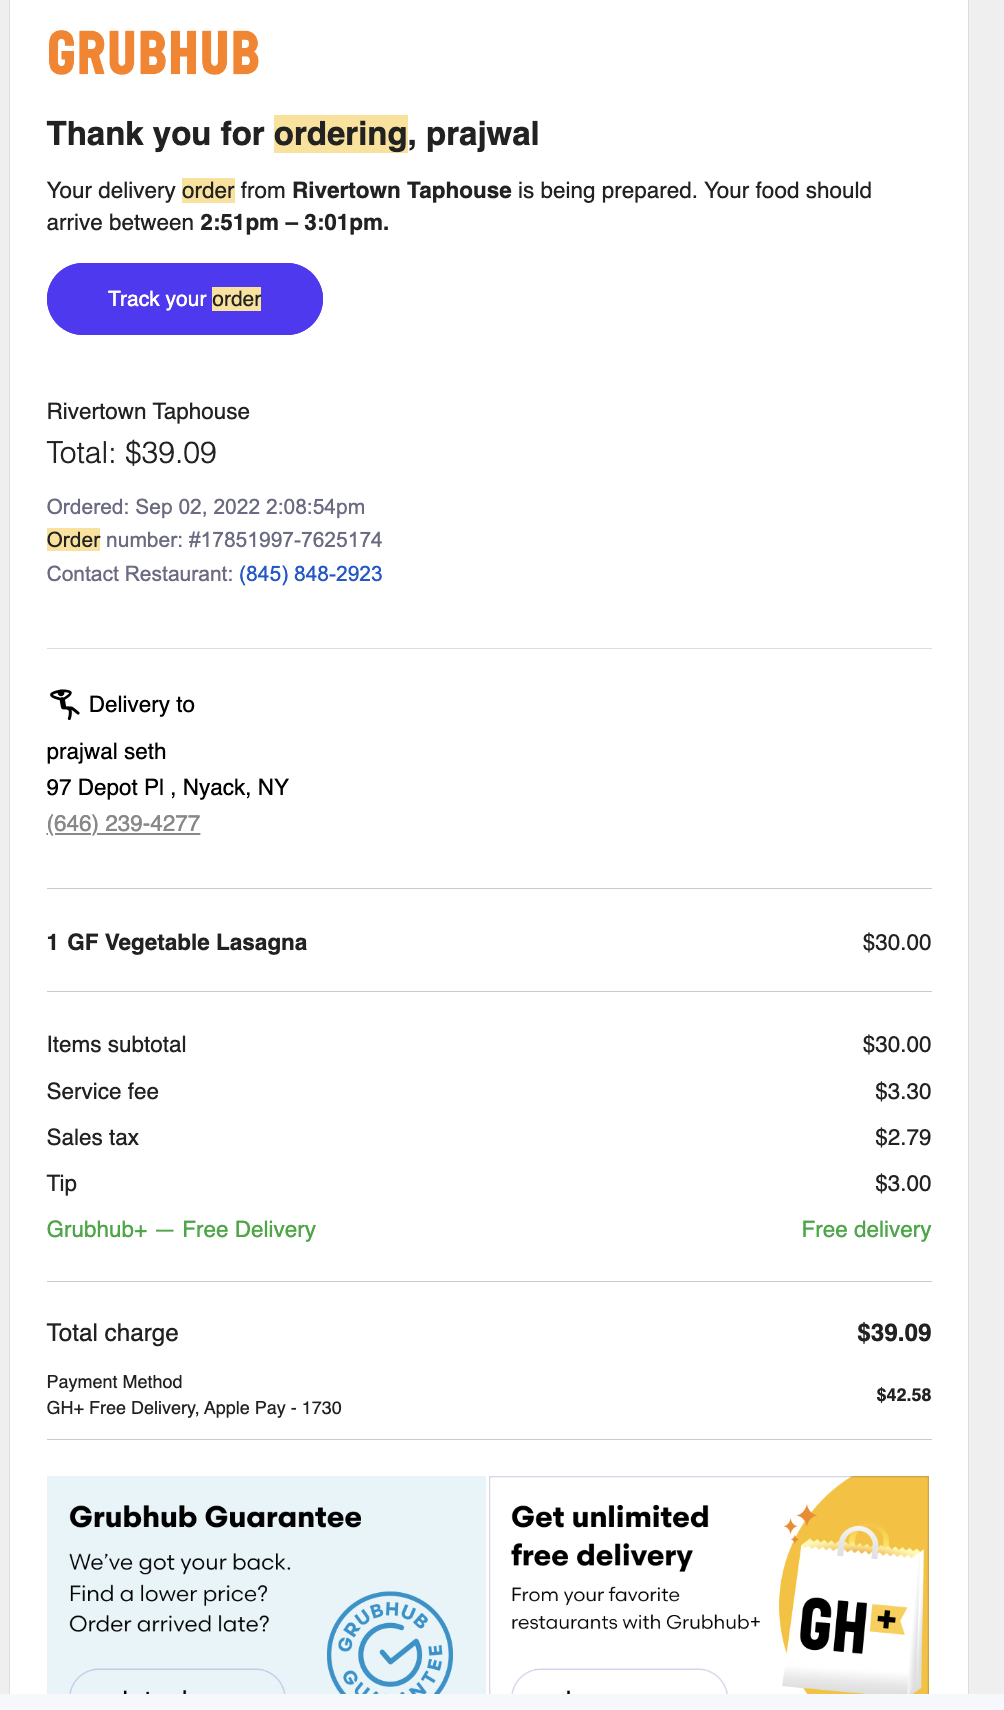 GRUBHUB
Thank you for ordering, prajwal
Your delivery order from Rivertown Taphouse is being prepared. Your food should
arrive between 2:51pm – 3:01pm.
Track your order
Rivertown Taphouse
Total: $39.09
Ordered: Sep 02, 2022 2:08:54pm
Order number: #17851997-7625174
Contact Restaurant: (845) 848-2923
Delivery to
prajwal seth
97 Depot Pl , Nyack, NY
(646) 239-4277
1 GF Vegetable Lasagna $30.00
Items subtotal $30.00
Service fee $3.30
Sales tax $2.79
Tip $3.00
Grubhub+ — Free Delivery Free delivery
Total charge $39.09
Payment Method
GH+ Free Delivery, Apple Pay - 1730 $42.58
Grubhub Guarantee
We've got your back.
Find a lower price?
Order arrived late?
GRUBHUB
GUARANTEE
Get unlimited
free delivery
From your favorite
restaurants with Grubhub+
GH+